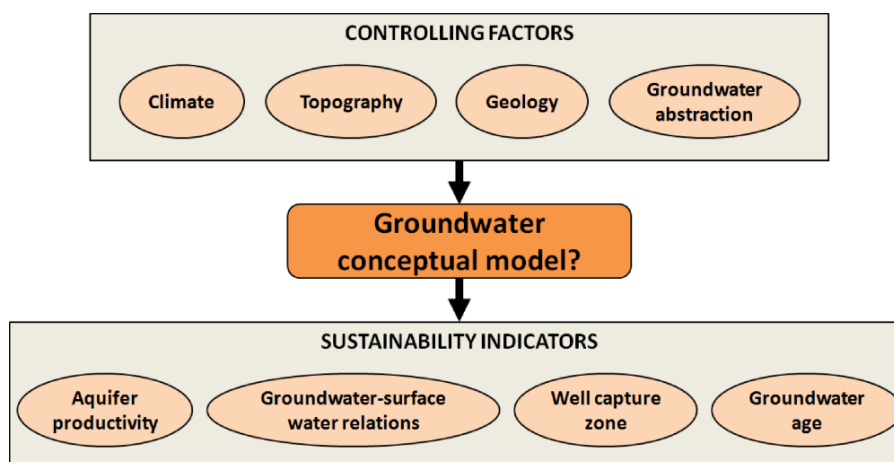 CONTROLLING FACTORS
Climate
Topography
Geology
Groundwater
abstraction
Groundwater
conceptual model?
SUSTAINABILITY INDICATORS
Aquifer
productivity
Groundwater-surface
water relations
Well capture
zone
Groundwater
age